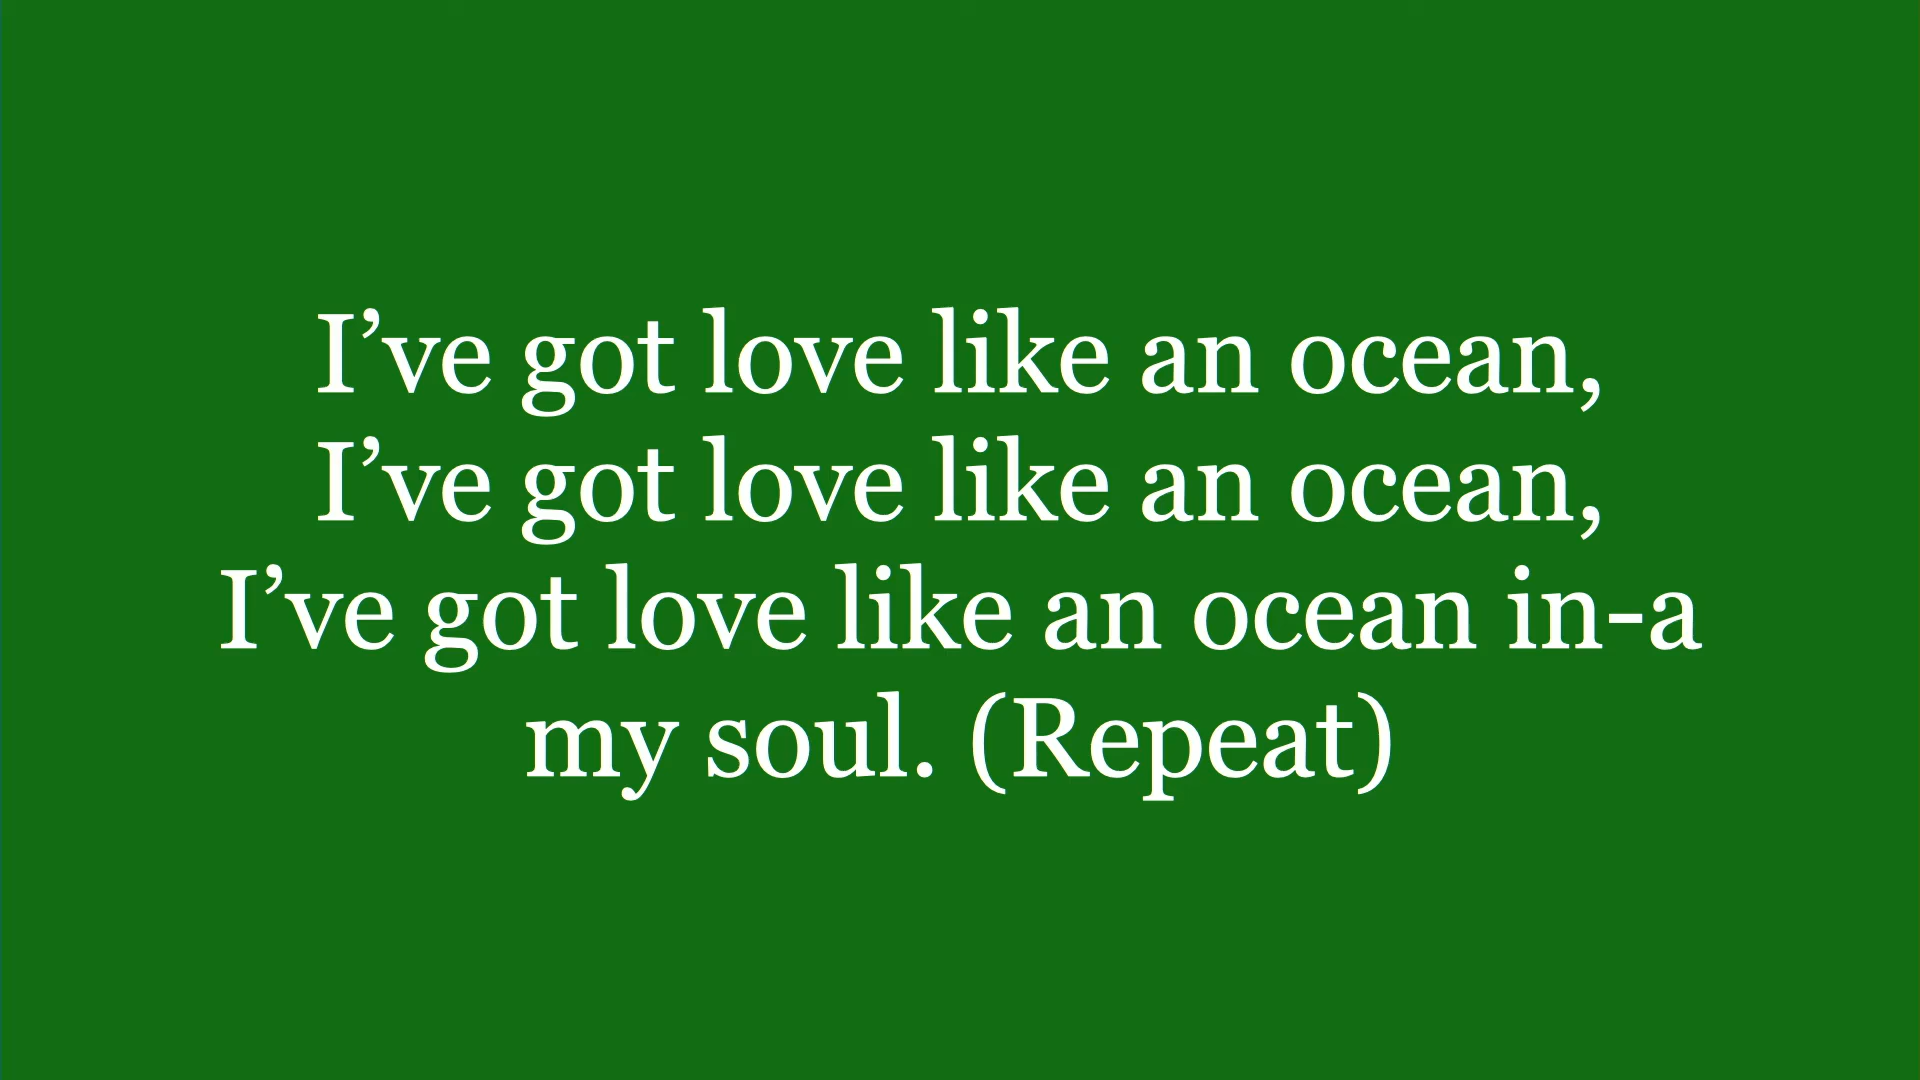 I’ve got love like an ocean,
I’ve got love like an ocean,
I’ve got love like an ocean in-a
my soul. (Repeat)